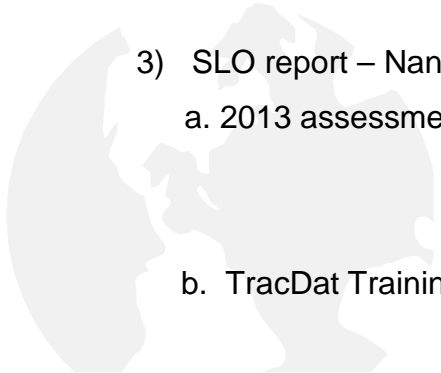 3) SLO report – Nan
a. 2013 assessme
b. TracDat Trainin